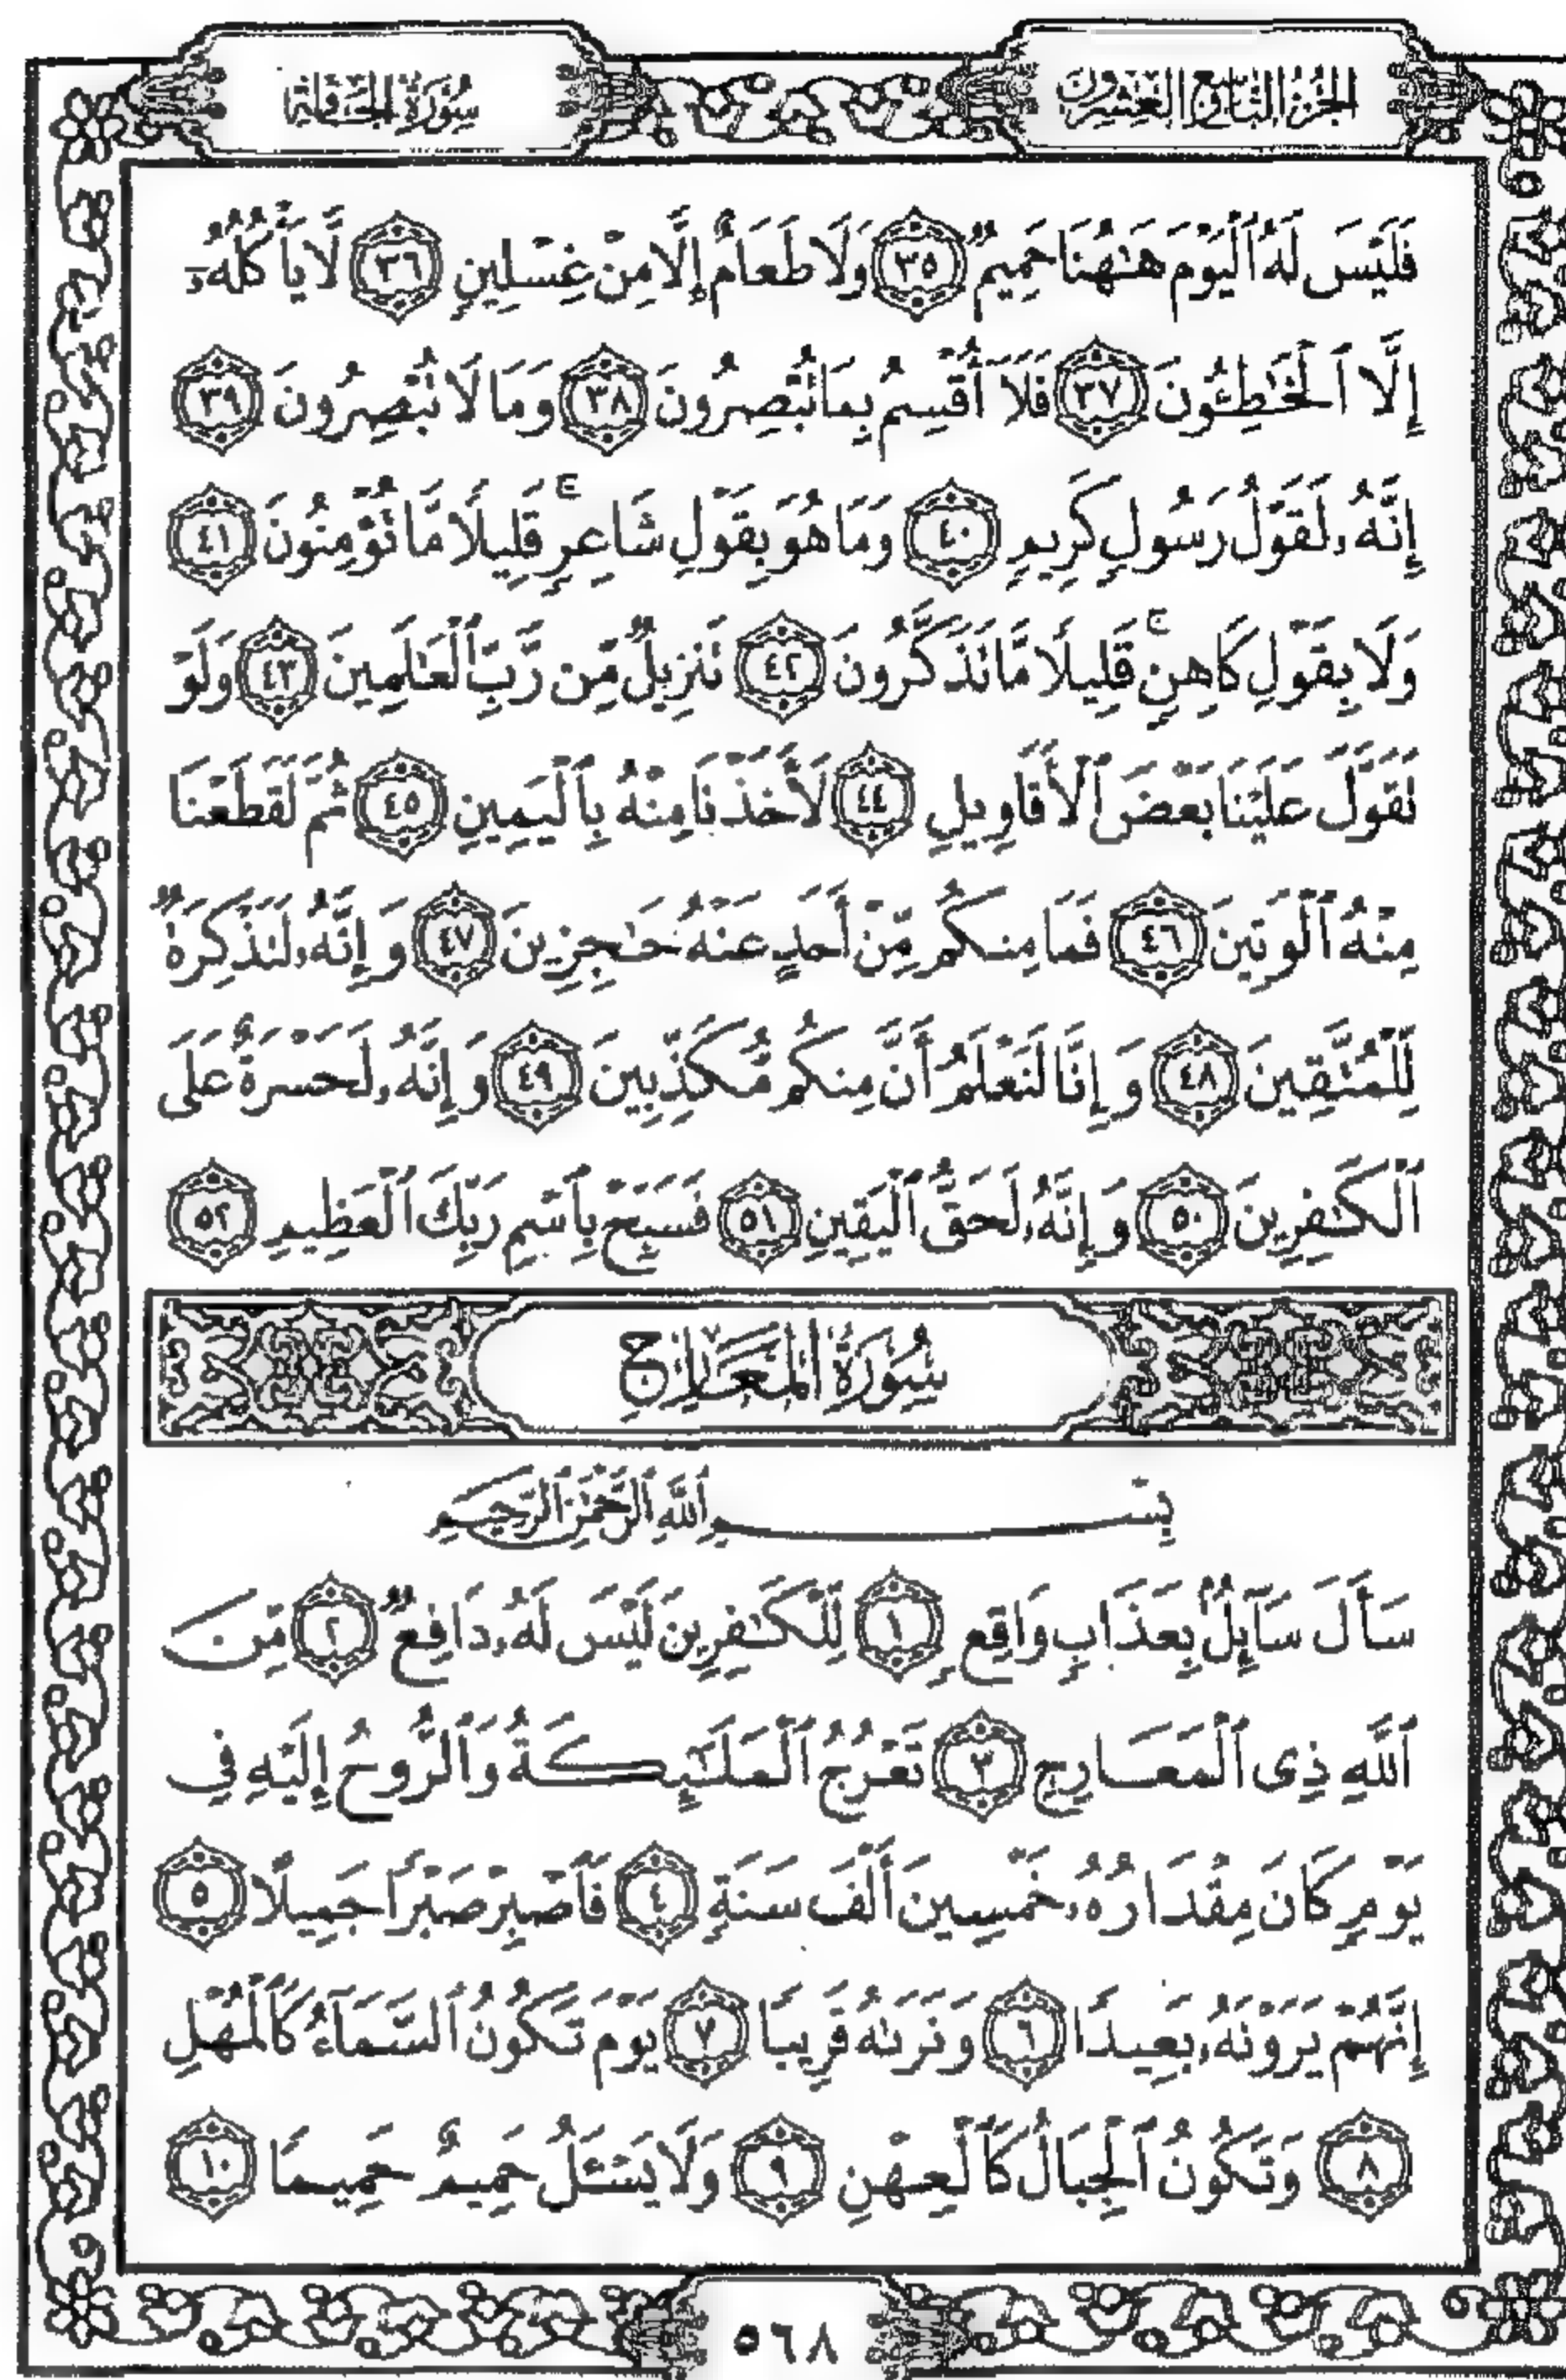 الجزء التاسع والعشرون
سورة الحاقة
فَلَيْسَ لَهُ ٱلْيَوْمَ هَـٰهُنَا حَمِيمٌ ٣٥ وَلَا طَعَامٌ إِلَّا مِنْ غِسْلِينٍ ٣٦ لَّا يَأْكُلُهُۥٓ
إِلَّا ٱلْخَـٰطِـُٔونَ ٣٧ فَلَآ أُقْسِمُ بِمَا تُبْصِرُونَ ٣٨ وَمَا لَا تُبْصِرُونَ ٣٩
إِنَّهُۥ لَقَوْلُ رَسُولٍ كَرِيمٍ ٤٠ وَمَا هُوَ بِقَوْلِ شَاعِرٍ ۚ قَلِيلًا مَّا تُؤْمِنُونَ ٤١
وَلَا بِقَوْلِ كَاهِنٍ ۚ قَلِيلًا مَّا تَذَكَّرُونَ ٤٢ تَنزِيلٌ مِّن رَّبِّ ٱلْعَـٰلَمِينَ ٤٣ وَلَوْ
تَقَوَّلَ عَلَيْنَا بَعْضَ ٱلْأَقَاوِيلِ ٤٤ لَأَخَذْنَا مِنْهُ بِٱلْيَمِينِ ٤٥ ثُمَّ لَقَطَعْنَا
مِنْهُ ٱلْوَتِينَ ٤٦ فَمَا مِنكُم مِّنْ أَحَدٍ عَنْهُ حَـٰجِزِينَ ٤٧ وَإِنَّهُۥ لَتَذْكِرَةٌ
لِّلْمُتَّقِينَ ٤٨ وَإِنَّا لَنَعْلَمُ أَنَّ مِنكُم مُّكَذِّبِينَ ٤٩ وَإِنَّهُۥ لَحَسْرَةٌ عَلَى
ٱلْكَـٰفِرِينَ ٥٠ وَإِنَّهُۥ لَحَقُّ ٱلْيَقِينِ ٥١ فَسَبِّحْ بِٱسْمِ رَبِّكَ ٱلْعَظِيمِ ٥٢
سُورَةُ المَعَارِجِ
بِسْمِ ٱللَّهِ ٱلرَّحْمَـٰنِ ٱلرَّحِيمِ
سَأَلَ سَآئِلٌۢ بِعَذَابٍ وَاقِعٍ ١ لِّلْكَـٰفِرِينَ لَيْسَ لَهُۥ دَافِعٌ ٢ مِّنَ
ٱللَّهِ ذِى ٱلْمَعَارِجِ ٣ تَعْرُجُ ٱلْمَلَـٰٓئِكَةُ وَٱلرُّوحُ إِلَيْهِ فِى
يَوْمٍ كَانَ مِقْدَارُهُۥ خَمْسِينَ أَلْفَ سَنَةٍ ٤ فَٱصْبِرْ صَبْرًا جَمِيلًا ٥
إِنَّهُمْ يَرَوْنَهُۥ بَعِيدًا ٦ وَنَرَىٰهُ قَرِيبًا ٧ يَوْمَ تَكُونُ ٱلسَّمَآءُ كَٱلْمُهْلِ
٨ وَتَكُونُ ٱلْجِبَالُ كَٱلْعِهْنِ ٩ وَلَا يَسْـَٔلُ حَمِيمٌ حَمِيمًا ١٠
٥٦٨